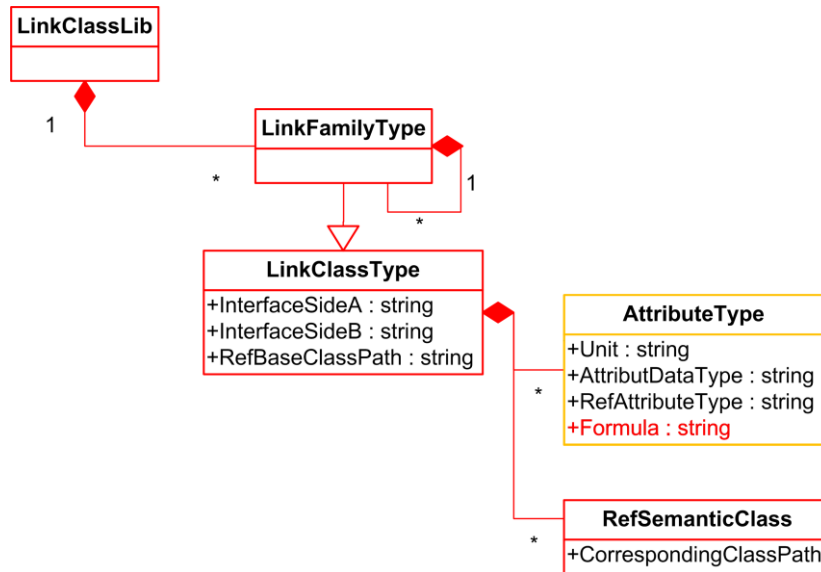 LinkClassLib
1
*
LinkFamilyType
1
*
LinkClassType
+InterfaceSideA : string
+InterfaceSideB : string
+RefBaseClassPath : string
AttributeType
+Unit : string
+AttributDataType : string
+RefAttributeType : string
+Formula : string
*
RefSemanticClass
+CorrespondingClassPath
*